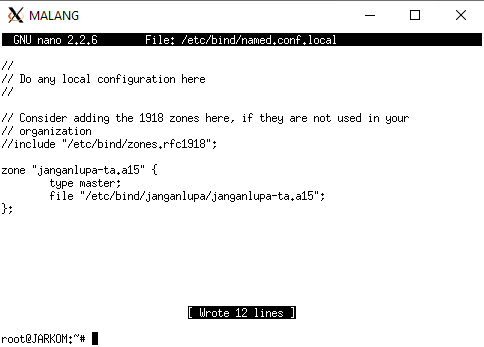 MALANG
GNU nano 2.2.6 File: /etc/bind/named.conf.local
//
// Do any local configuration here
//
// Consider adding the 1918 zones here, if they are not used in your
// organization
//include "/etc/bind/zones.rfc1918";
zone "janganlupa-ta.a15" {
type master;
file "/etc/bind/janganlupa/janganlupa-ta.a15";
};
[ Wrote 12 lines ]
root@JARKOM:~#